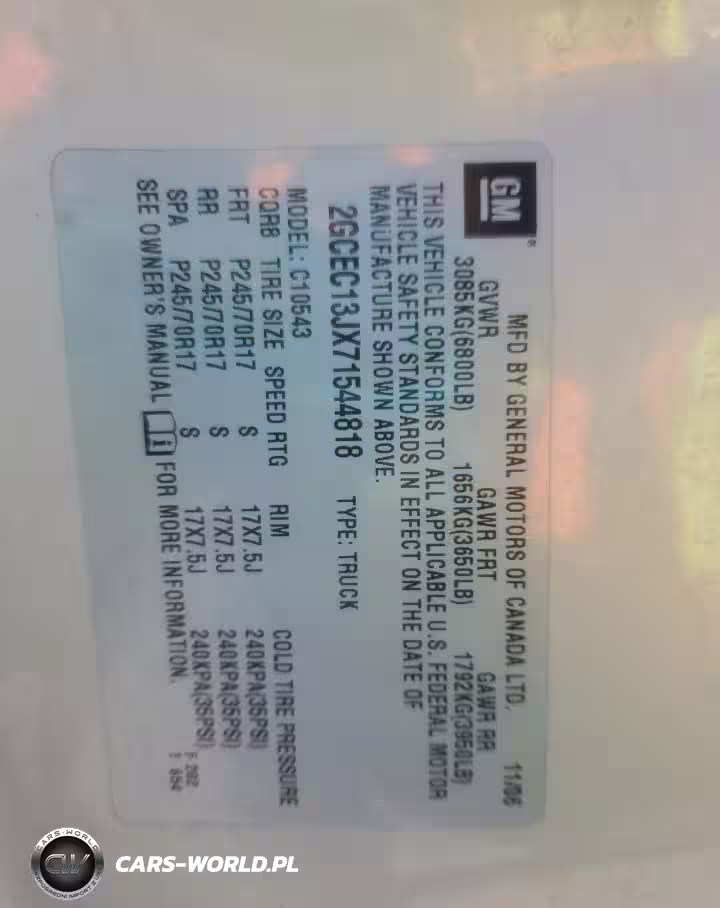 GM®
MFD BY GENERAL MOTORS OF CANADA LTD. 11/06
GVWR GAWR FRT GAWR RR
3085KG(6800LB) 1656KG(3650LB) 1792KG(3950LB)
THIS VEHICLE CONFORMS TO ALL APPLICABLE U.S. FEDERAL MOTOR
VEHICLE SAFETY STANDARDS IN EFFECT ON THE DATE OF
MANUFACTURE SHOWN ABOVE.
2GCEC13JX71544818 TYPE: TRUCK
MODEL: C10543
CQRB TIRE SIZE SPEED RTG RIM COLD TIRE PRESSURE
FRT P245/70R17 S 17X7.5J 240KPA(35PSI)
RR P245/70R17 S 17X7.5J 240KPA(35PSI)
SPA P245/70R17 S 17X7.5J 240KPA(35PSI)
SEE OWNER'S MANUAL FOR MORE INFORMATION.
CARS-WORLD
CW
CARS-WORLD.PL